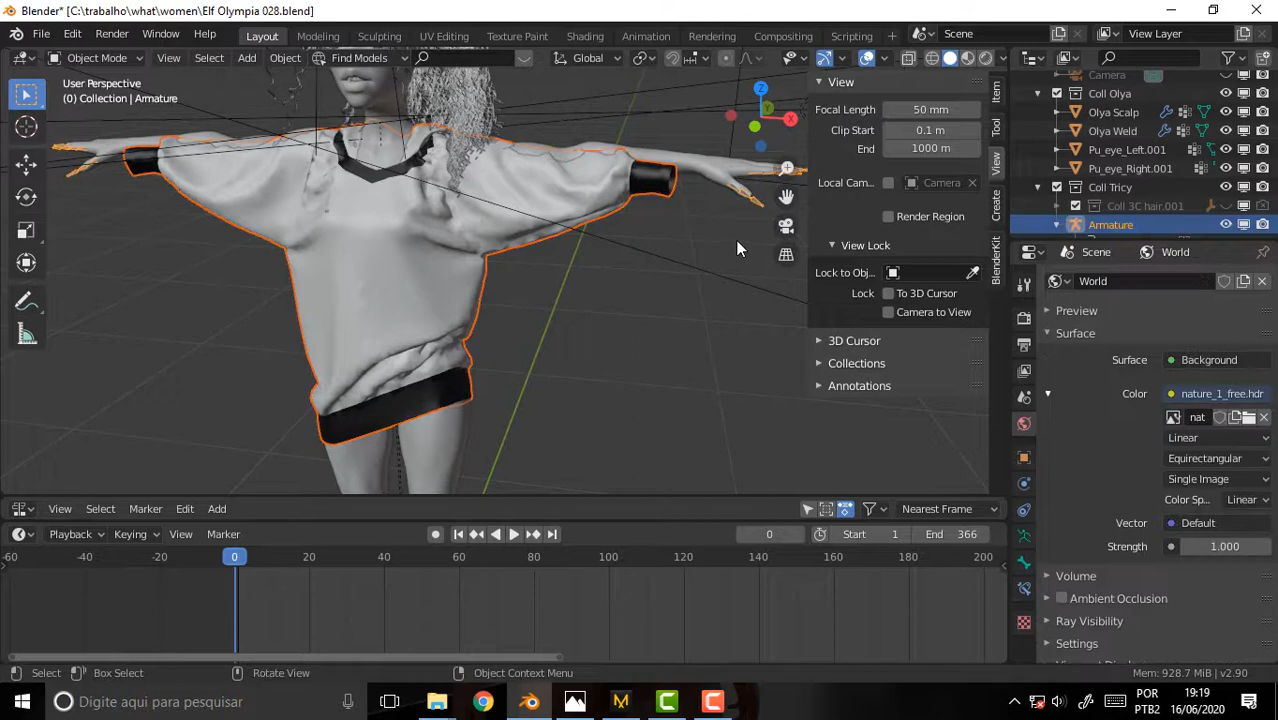 Blender* [C:\trabalho\what\women\Elf Olympia 028.blend]
File Edit Render Window Help Layout Modeling Sculpting UV Editing Texture Paint Shading Animation Rendering Compositing Scripting Scene View Layer
Object Mode View Select Add Object Find Models Global
User Perspective
(0) Collection | Armature
Z
Y
X
View
Focal Length 50 mm
Clip Start 0.1 m
End 1000 m
Local Cam... Camera
Render Region
View Lock
Lock to Obj...
Lock To 3D Cursor
Camera to View
3D Cursor
Collections
Annotations
Item
Tool
View
Create
BlenderKit
Camera
Coll Olya
Olya Scalp
Olya Weld
Pu_eye_Left.001
Pu_eye_Right.001
Coll Tricy
Coll 3C hair.001
Armature
Scene World
World
Preview
Surface
Surface Background
Color nature_1_free.hdr
nat
Linear
Equirectangular
Single Image
Color Sp... Linear
Vector Default
Strength 1.000
Volume
Ambient Occlusion
Ray Visibility
Settings
View Select Marker Edit Add Nearest Frame
Playback Keying View Marker 0 Start 1 End 366
-60 -40 -20 0 20 40 60 80 100 120 140 160 180 200
Select Box Select Rotate View Object Context Menu Mem: 928.7 MiB | v2.90
Digite aqui para pesquisar
POR
PTB2
19:19
16/06/2020